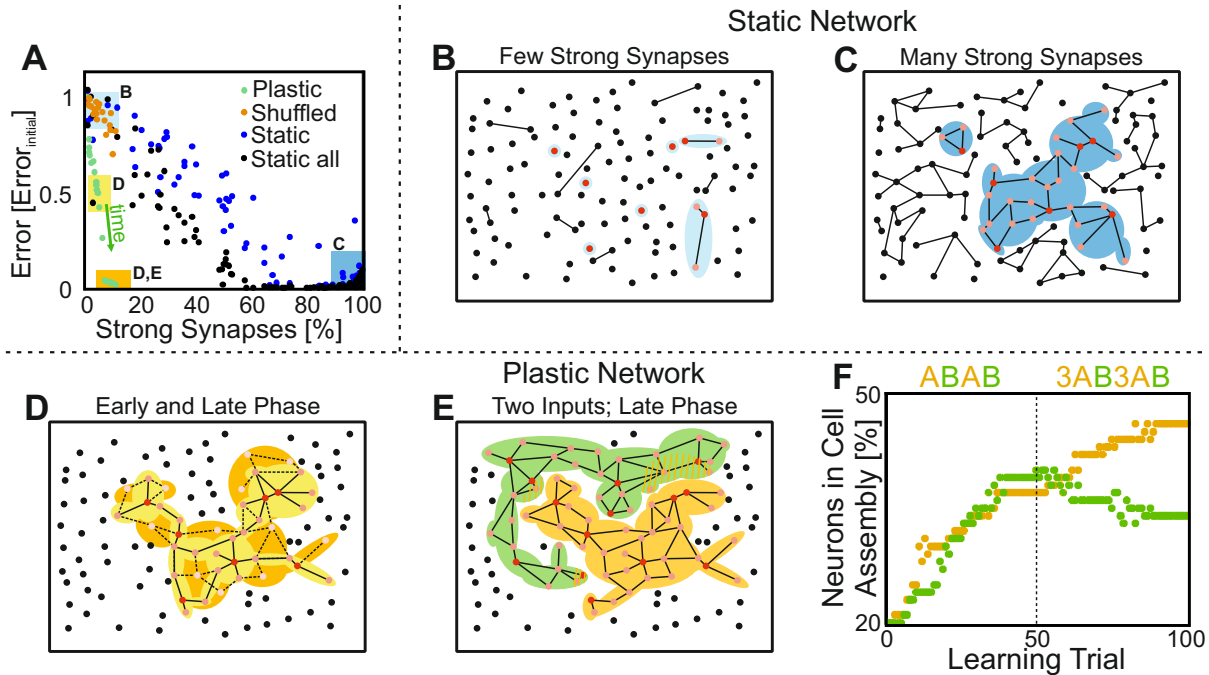 Static Network
A
Error [Error_initial]
1
0.5
0
B
D
time
D,E
C
Plastic
Shuffled
Static
Static all
0 20 40 60 80 100
Strong Synapses [%]
B Few Strong Synapses
C Many Strong Synapses
Plastic Network
D Early and Late Phase
E Two Inputs; Late Phase
F
ABAB 3AB3AB
Neurons in Cell
Assembly [%]
50
20
0 50 100
Learning Trial